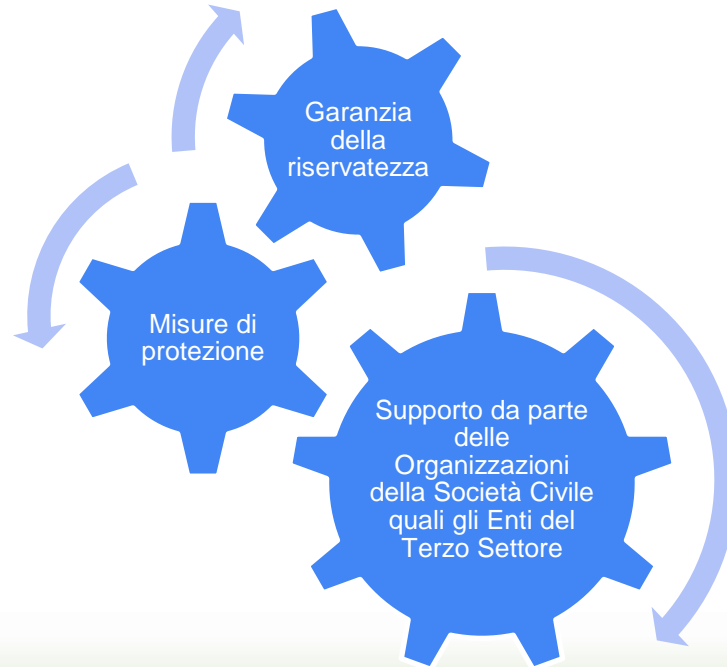 Garanzia
della
riservatezza
Misure di
protezione
Supporto da parte
delle
Organizzazioni
della Società Civile
quali gli Enti del
Terzo Settore